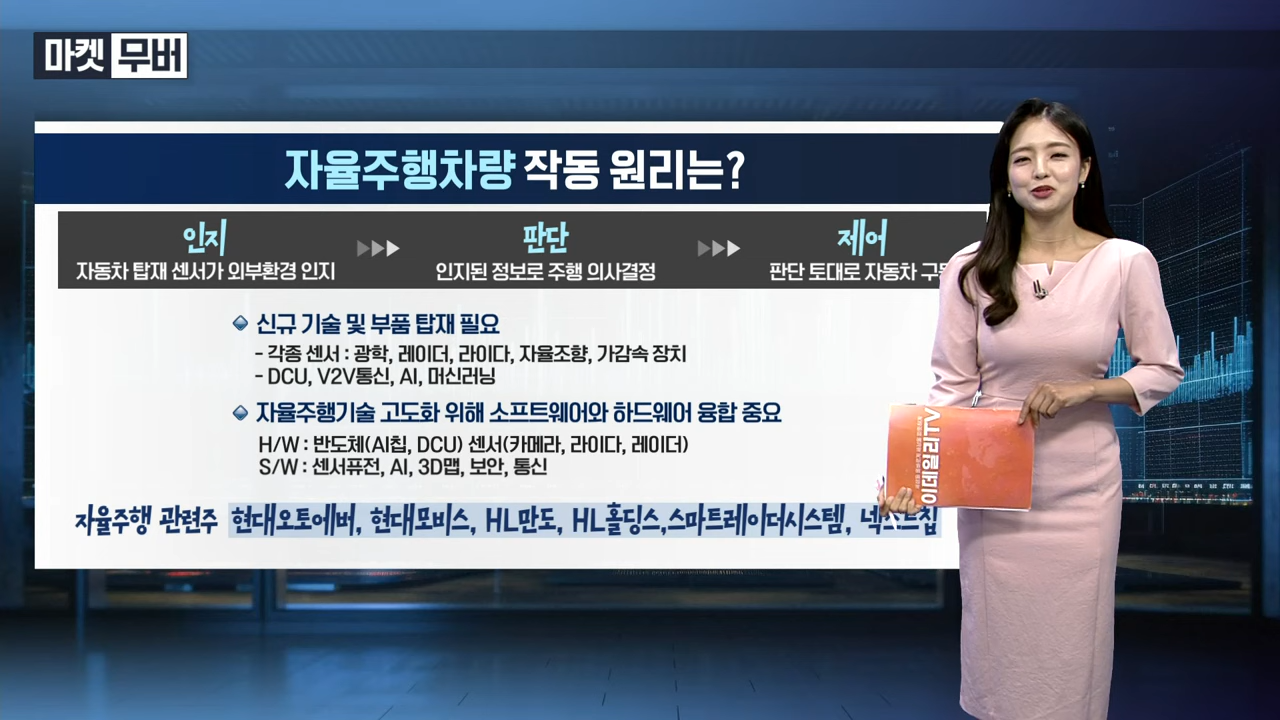 마켓무버
자율주행차량 작동 원리는?
인지 판단 제어
자동차 탑재 센서가 외부환경 인지 인지된 정보로 주행 의사결정 판단 토대로 자동차
신규 기술 및 부품 탑재 필요
- 각종 센서 : 광학, 레이더, 라이다, 자율조향, 가감속 장치
- DCU, V2V통신, AI, 머신러닝
자율주행기술 고도화 위해 소프트웨어와 하드웨어 융합 중요
H/W : 반도체(AI칩, DCU) 센서(카메라, 라이다, 레이더)
S/W : 센서퓨전, AI, 3D맵, 보안, 통신
자율주행 관련주 현대오토에버, 현대모비스, HL만도, HL홀딩스,스마트레이더시스템,
이데일리TV